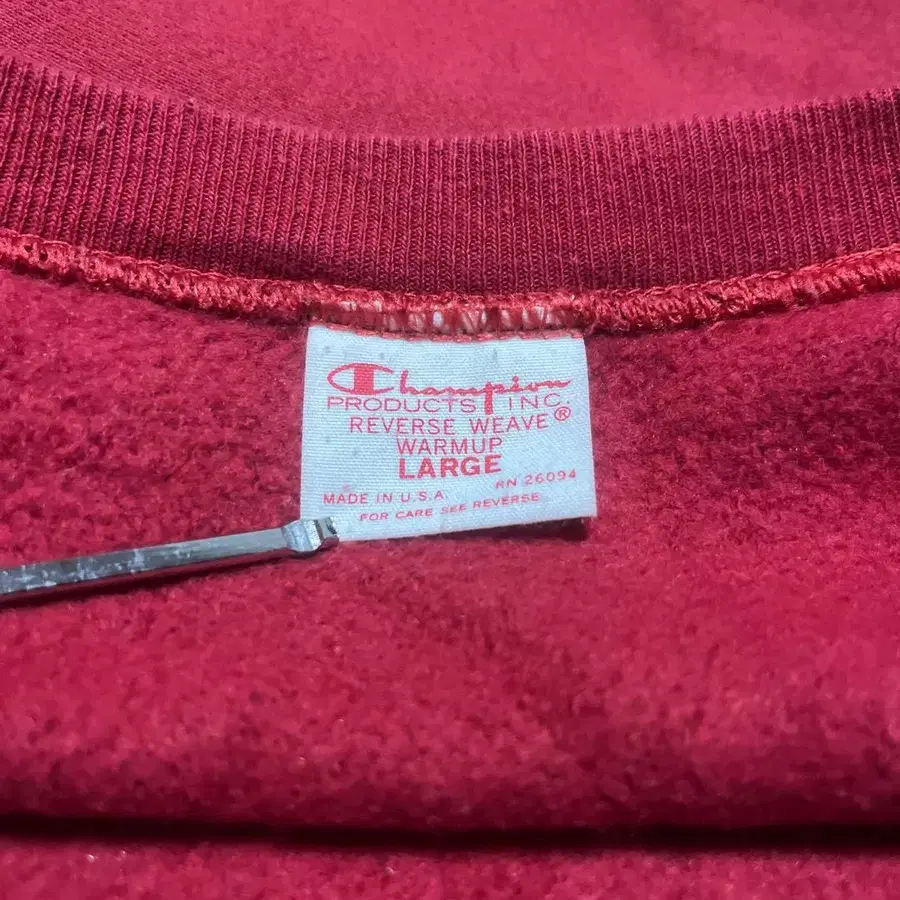 Champion
PRODUCTS INC.
REVERSE WEAVE®
WARMUP
LARGE
MADE IN U.S.A. RN 26094
FOR CARE SEE REVERSE